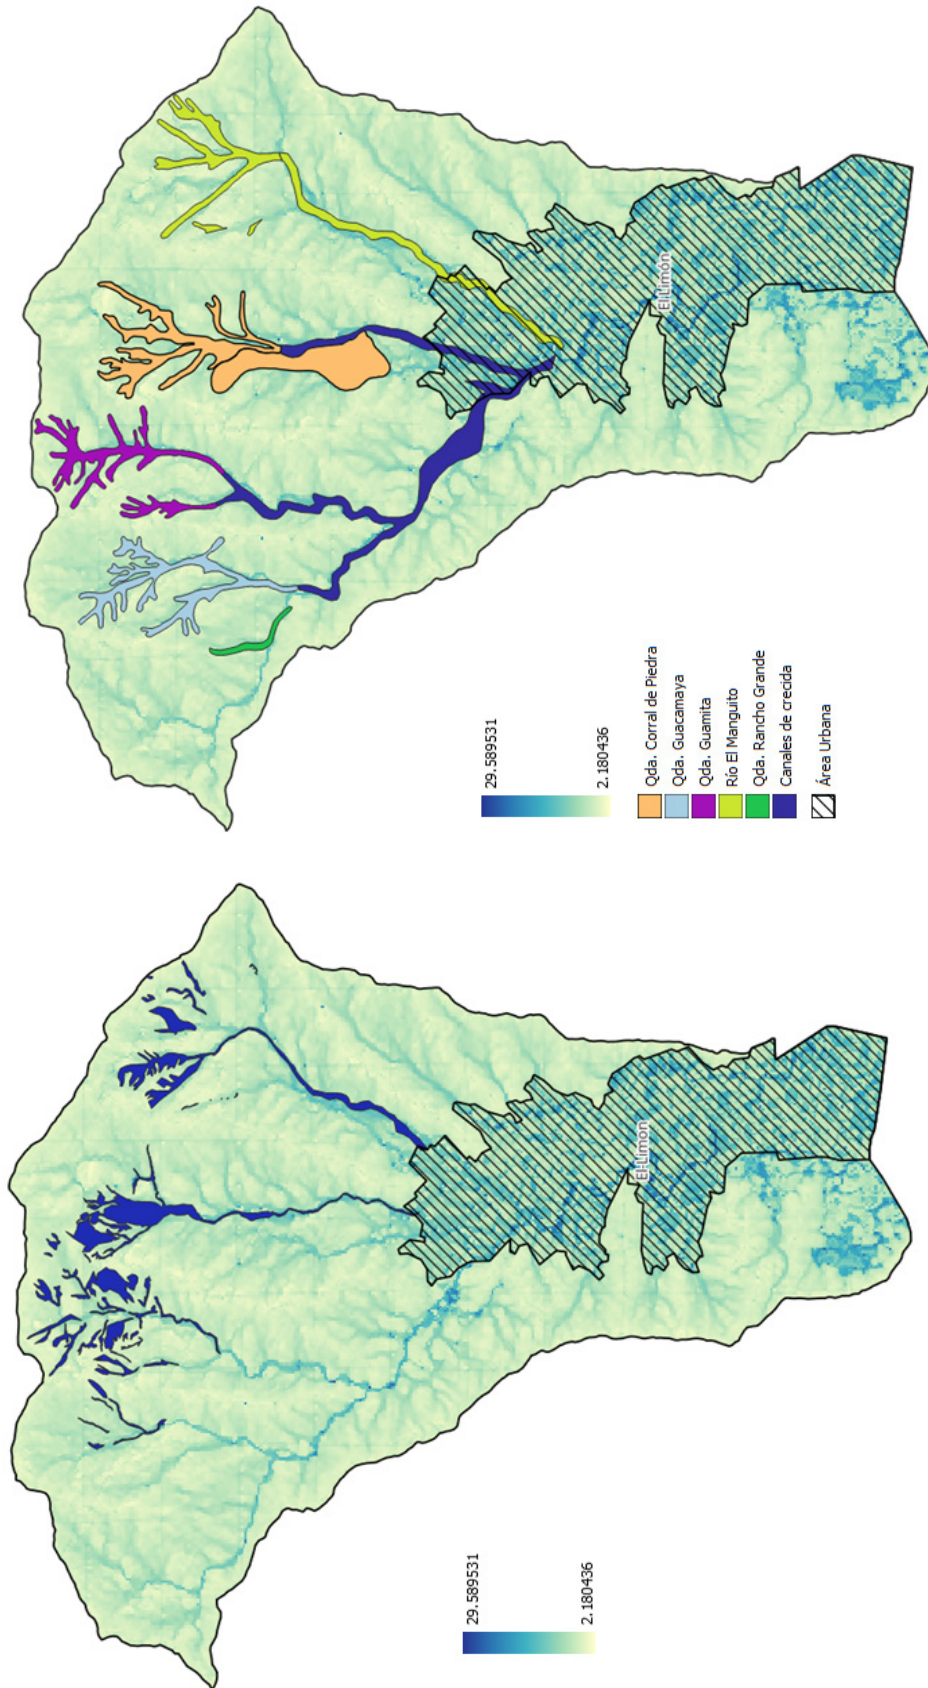 El Limón
29.589531
2.180436
Qda. Corral de Piedra
Qda. Guacamaya
Qda. Guamita
Río El Manguito
Qda. Rancho Grande
Canales de crecida
Área Urbana
El Limón
29.589531
2.180436